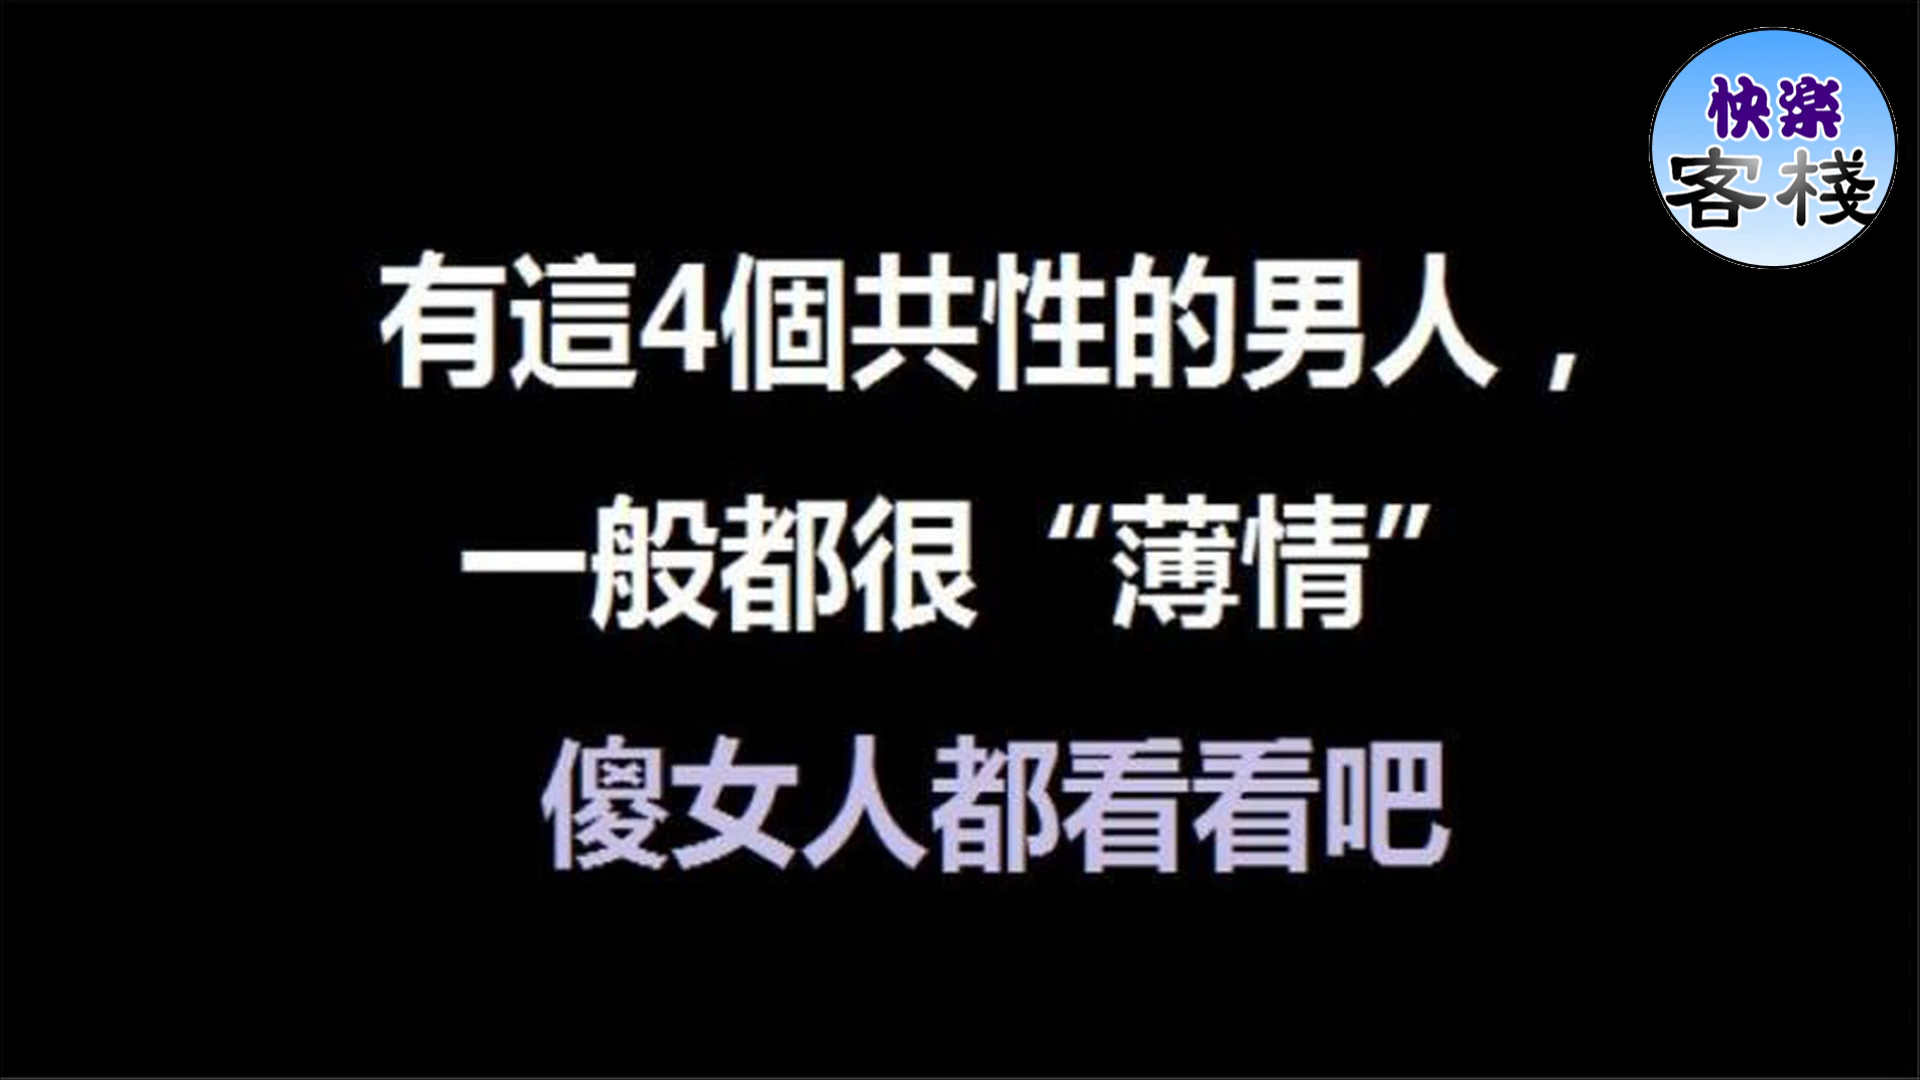 快楽
客棧
有這4個共性的男人，
一般都很“薄情”
傻女人都看看吧